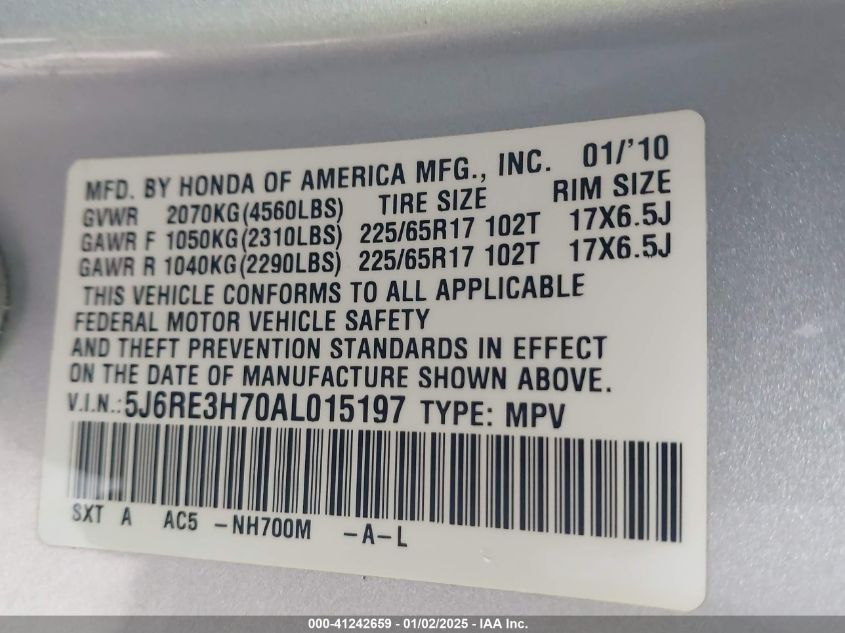 MFD. BY HONDA OF AMERICA MFG., INC. 01/'10
GVWR 2070KG(4560LBS) TIRE SIZE RIM SIZE
GAWR F 1050KG(2310LBS) 225/65R17 102T 17X6.5J
GAWR R 1040KG(2290LBS) 225/65R17 102T 17X6.5J
THIS VEHICLE CONFORMS TO ALL APPLICABLE
FEDERAL MOTOR VEHICLE SAFETY
AND THEFT PREVENTION STANDARDS IN EFFECT
ON THE DATE OF MANUFACTURE SHOWN ABOVE.
V.I.N.:5J6RE3H70AL015197 TYPE: MPV
SXT A AC5 -NH700M -A-L
000-41242659 - 01/02/2025 - IAA Inc.